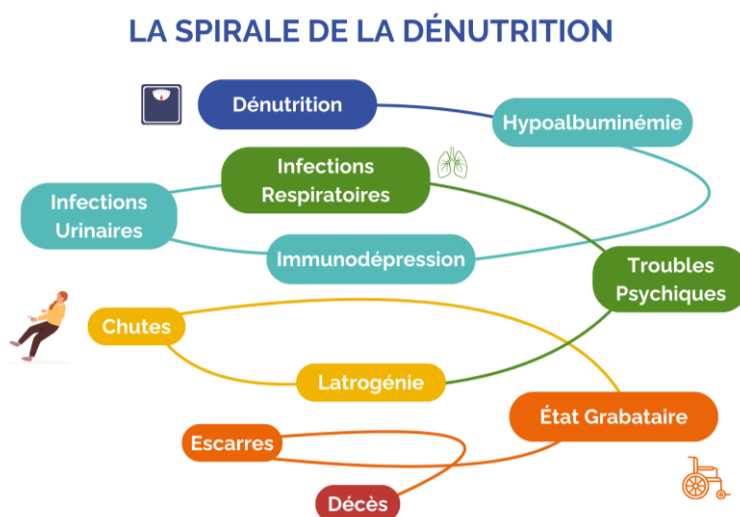 LA SPIRALE DE LA DÉNUTRITION
Dénutrition
Hypoalbuminémie
Infections
Respiratoires
Infections
Urinaires
Immunodépression
Troubles
Psychiques
Chutes
Latrogénie
État Grabataire
Escarres
Décès